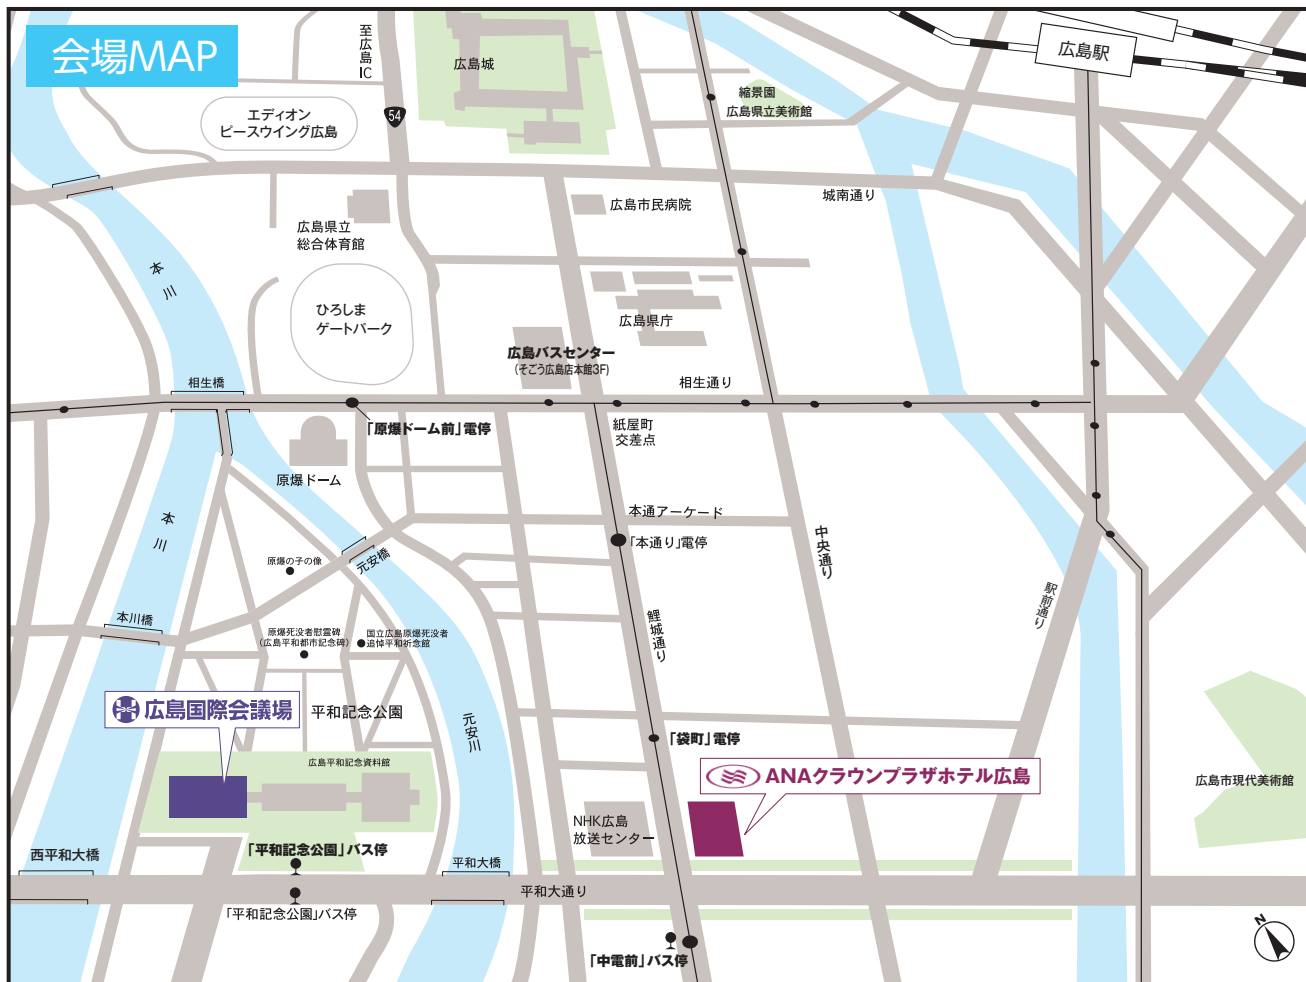 会場MAP
至広島IC
54
広島城
広島駅
縮景園
広島県立美術館
エディオン
ピースウイング広島
城南通り
広島市民病院
広島県立
総合体育館
本川
ひろしま
ゲートパーク
広島県庁
広島バスセンター
(そごう広島店本館3F)
相生橋
相生通り
「原爆ドーム前」電停
紙屋町
交差点
原爆ドーム
本通アーケード
本川
「本通り」電停
中央通り
元安橋
原爆の子の像
駅前通り
本川橋
原爆死没者慰霊碑
(広島平和都市記念碑)
国立広島原爆死没者
追悼平和祈念館
鯉城通り
広島国際会議場
平和記念公園
元安川
「袋町」電停
広島平和記念資料館
ANAクラウンプラザホテル広島
広島市現代美術館
NHK広島
放送センター
西平和大橋
「平和記念公園」バス停
平和大橋
平和大通り
「平和記念公園」バス停
N
「中電前」バス停